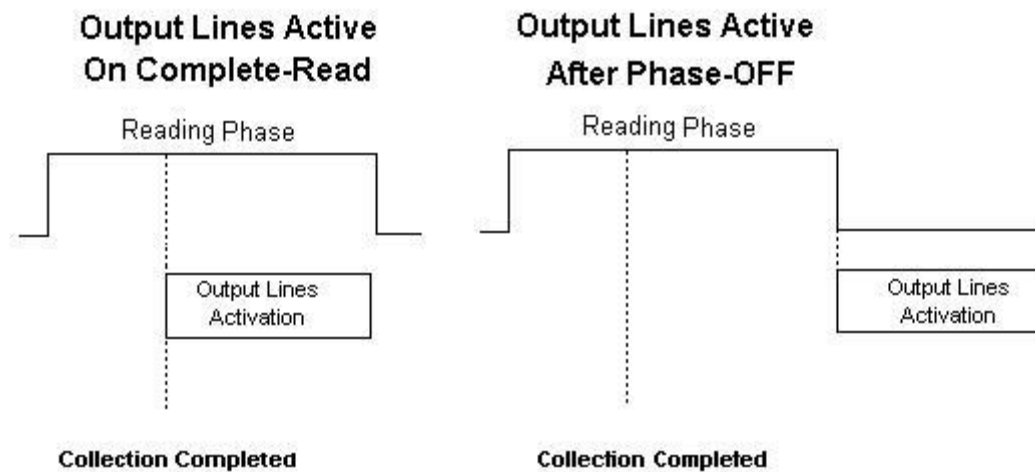 Output Lines Active
On Complete-Read
Reading Phase
Output Lines
Activation
Collection Completed
Output Lines Active
After Phase-OFF
Reading Phase
Output Lines
Activation
Collection Completed